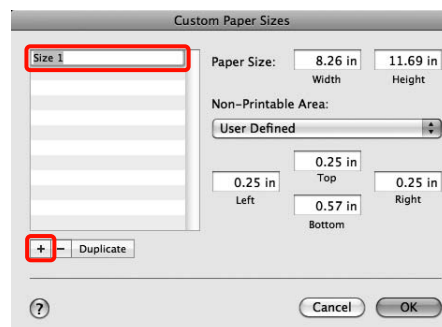 Custom Paper Sizes
Size 1
Paper Size: 8.26 in 11.69 in
Width Height
Non-Printable Area:
User Defined
0.25 in
Top
0.25 in 0.25 in
Left Right
0.57 in
Bottom
+ − Duplicate
? Cancel OK